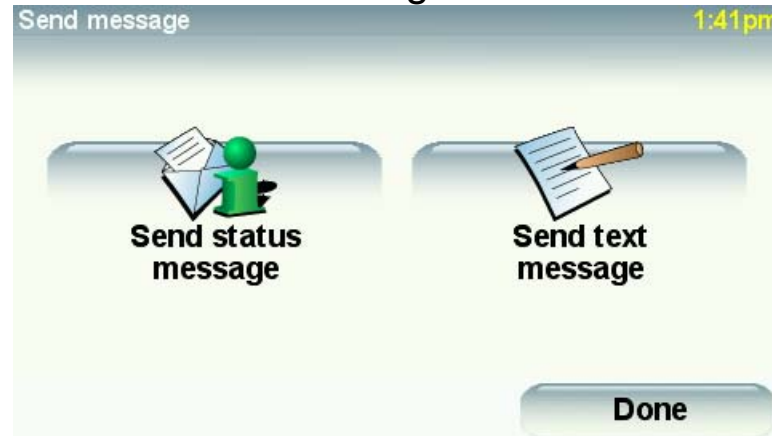 Send message
1:41pm
Send status
message
Send text
message
Done